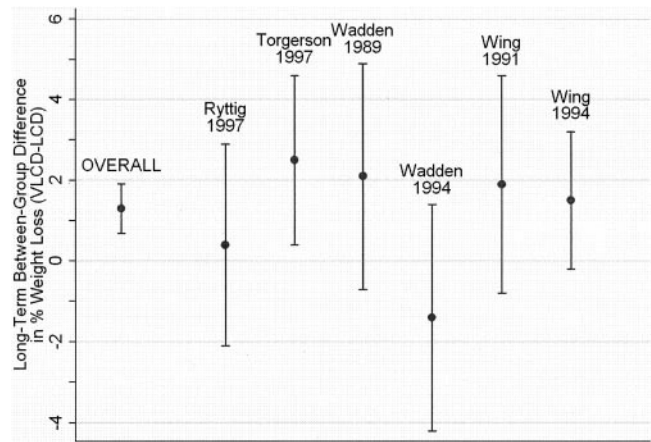 Long-Term Between-Group Difference
in % Weight Loss (VLCD-LCD)
6
4
2
0
-2
-4
OVERALL
Ryttig
1997
Torgerson
1997
Wadden
1989
Wadden
1994
Wing
1991
Wing
1994